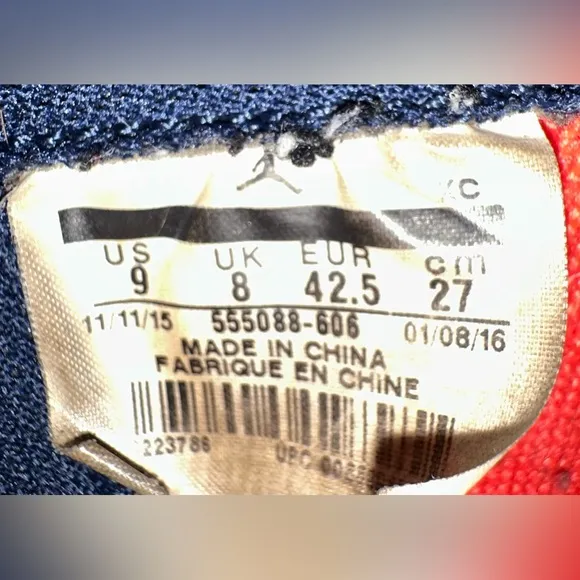 US UK EUR cm
9 8 42.5 27
11/11/15 555088-606 01/08/16
MADE IN CHINA
FABRIQUE EN CHINE
223786 UPC